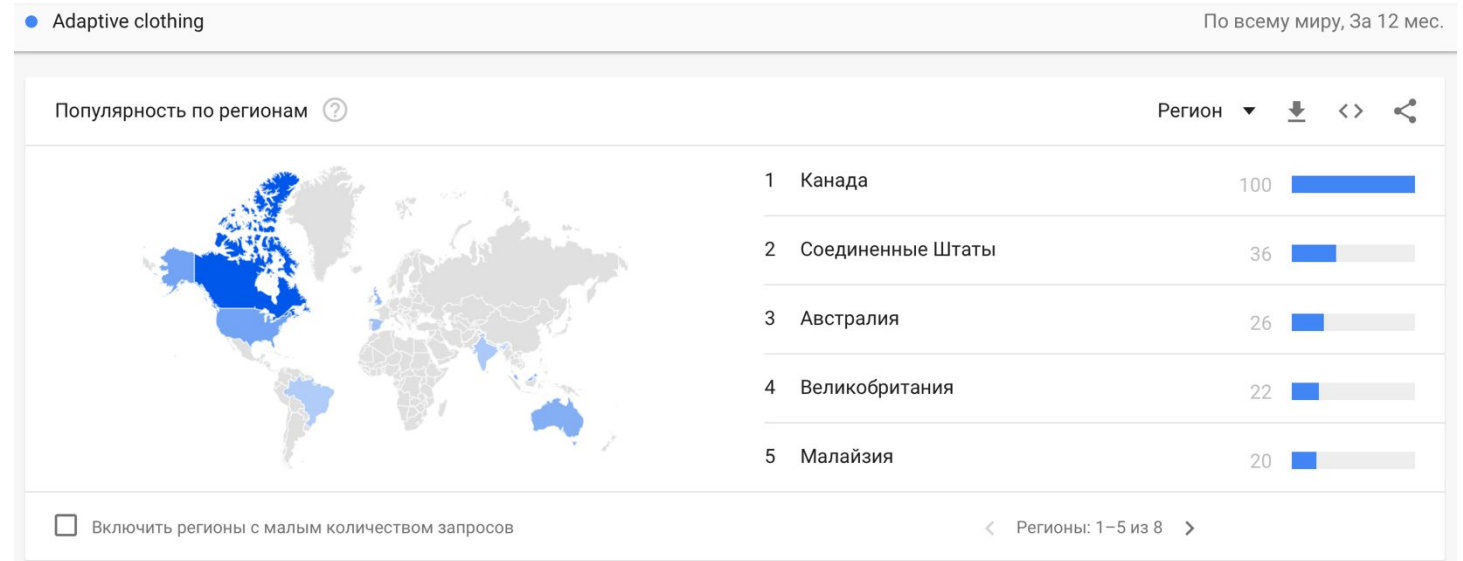 Adaptive clothing По всему миру, За 12 мес.
Популярность по регионам ? Регион
1 Канада 100
2 Соединенные Штаты 36
3 Австралия 26
4 Великобритания 22
5 Малайзия 20
Включить регионы с малым количеством запросов Регионы: 1–5 из 8